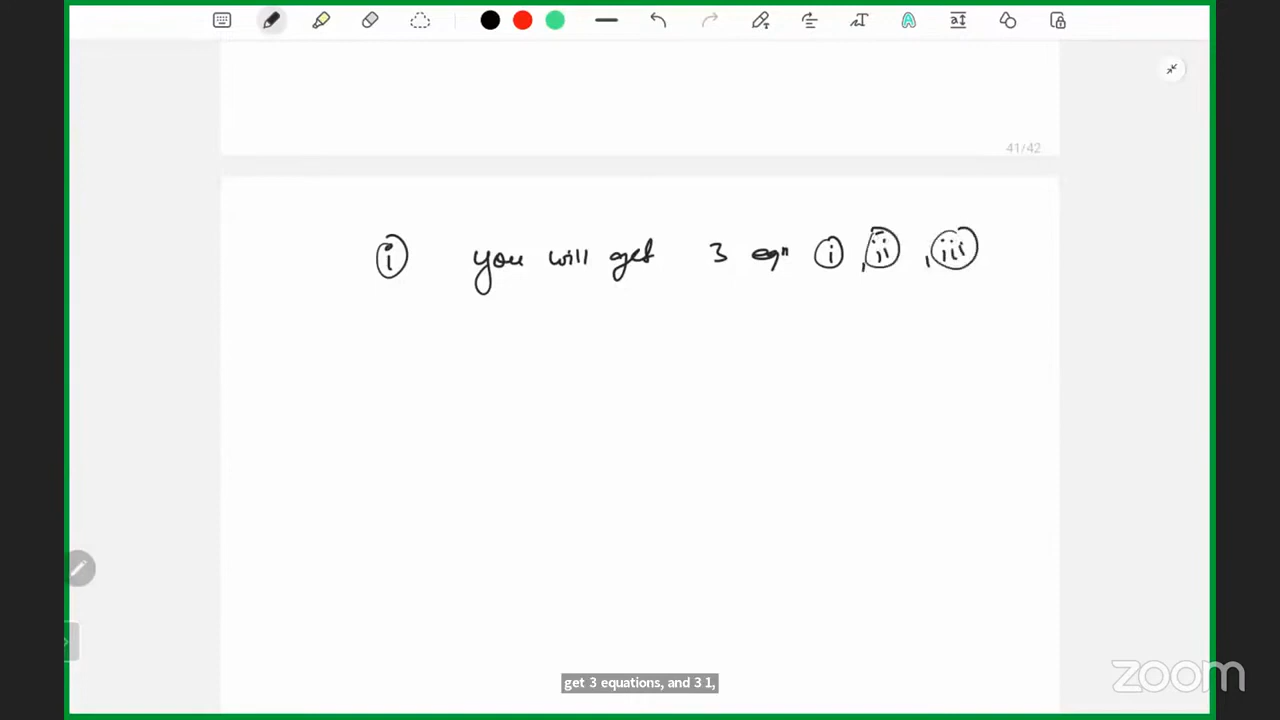 41/42
i you will get 3 eqn i, ii, iii
get 3 equations, and 3 1,
zoom